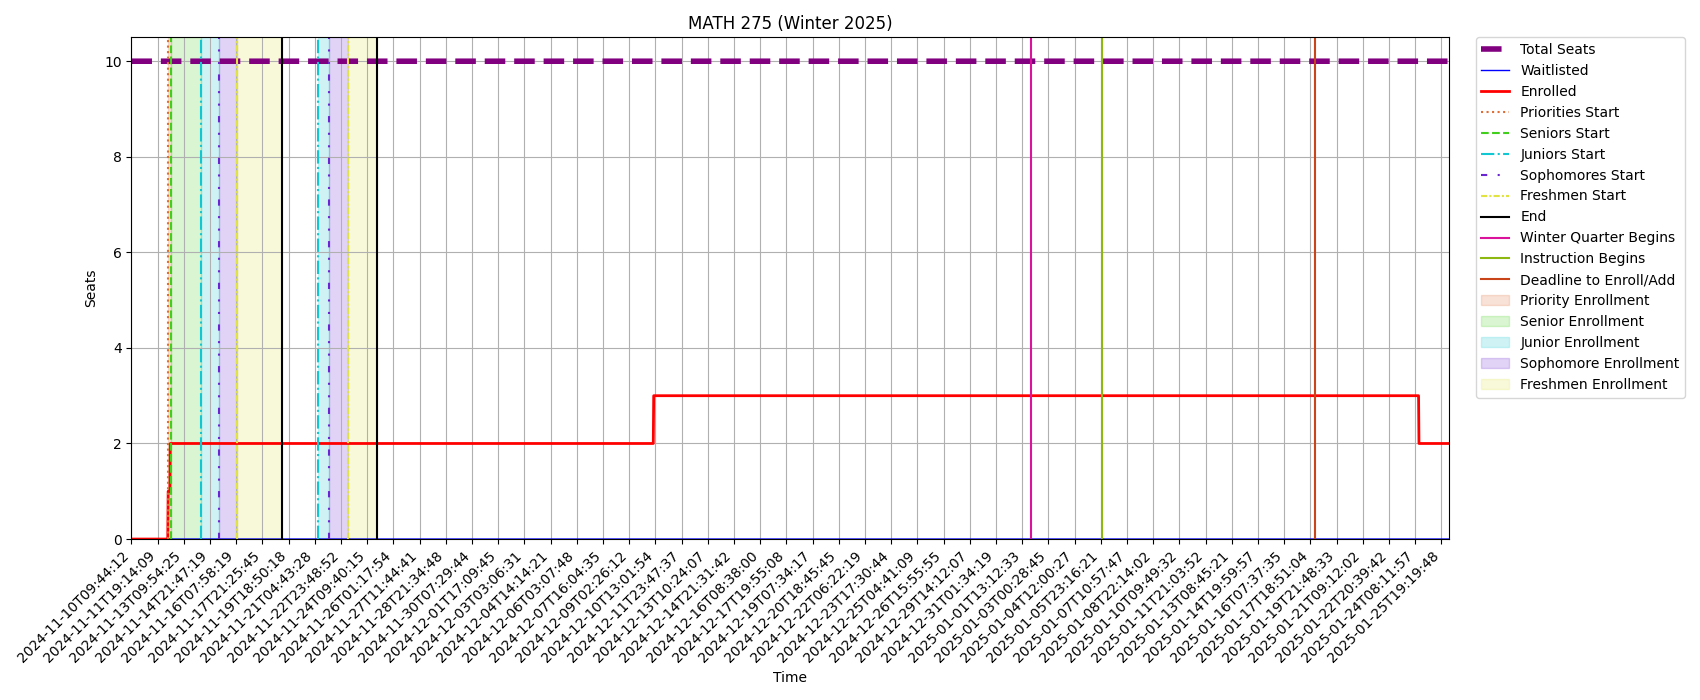 MATH 275 (Winter 2025)
10
8
6
4
2
0
Seats
2024-11-10T09:44:12
2024-11-11T19:14:09
2024-11-13T09:54:25
2024-11-14T21:47:19
2024-11-16T07:58:19
2024-11-17T21:25:45
2024-11-19T18:50:18
2024-11-21T04:43:28
2024-11-22T23:48:52
2024-11-24T09:40:15
2024-11-26T01:17:54
2024-11-27T11:44:41
2024-11-28T21:34:48
2024-11-30T07:29:44
2024-12-01T17:09:45
2024-12-03T03:06:31
2024-12-04T14:14:21
2024-12-06T03:07:48
2024-12-07T16:04:35
2024-12-09T02:26:12
2024-12-10T13:01:54
2024-12-11T23:47:37
2024-12-13T10:24:07
2024-12-14T21:31:42
2024-12-16T08:38:00
2024-12-17T19:55:08
2024-12-19T07:34:17
2024-12-20T18:45:45
2024-12-22T06:22:19
2024-12-23T17:30:44
2024-12-25T04:41:09
2024-12-26T15:55:55
2024-12-29T14:12:07
2024-12-31T01:34:19
2025-01-01T13:12:33
2025-01-03T00:28:45
2025-01-04T12:00:27
2025-01-05T23:16:21
2025-01-07T10:57:47
2025-01-08T22:14:02
2025-01-10T09:49:32
2025-01-11T21:03:52
2025-01-13T08:45:21
2025-01-14T19:59:57
2025-01-16T07:37:35
2025-01-17T18:51:04
2025-01-19T21:48:33
2025-01-21T09:12:02
2025-01-22T20:39:42
2025-01-24T08:11:57
2025-01-25T19:19:48
Time
Total Seats
Waitlisted
Enrolled
Priorities Start
Seniors Start
Juniors Start
Sophomores Start
Freshmen Start
End
Winter Quarter Begins
Instruction Begins
Deadline to Enroll/Add
Priority Enrollment
Senior Enrollment
Junior Enrollment
Sophomore Enrollment
Freshmen Enrollment